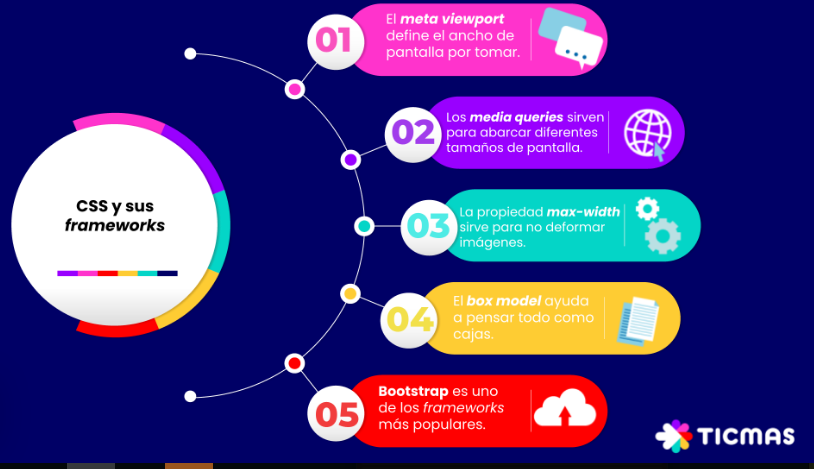 CSS y sus
frameworks
01
El meta viewport
define el ancho de
pantalla por tomar.
02
Los media queries sirven
para abarcar diferentes
tamaños de pantalla.
03
La propiedad max-width
sirve para no deformar
imágenes.
04
El box model ayuda
a pensar todo como
cajas.
05
Bootstrap es uno
de los frameworks
más populares.
TICMAS